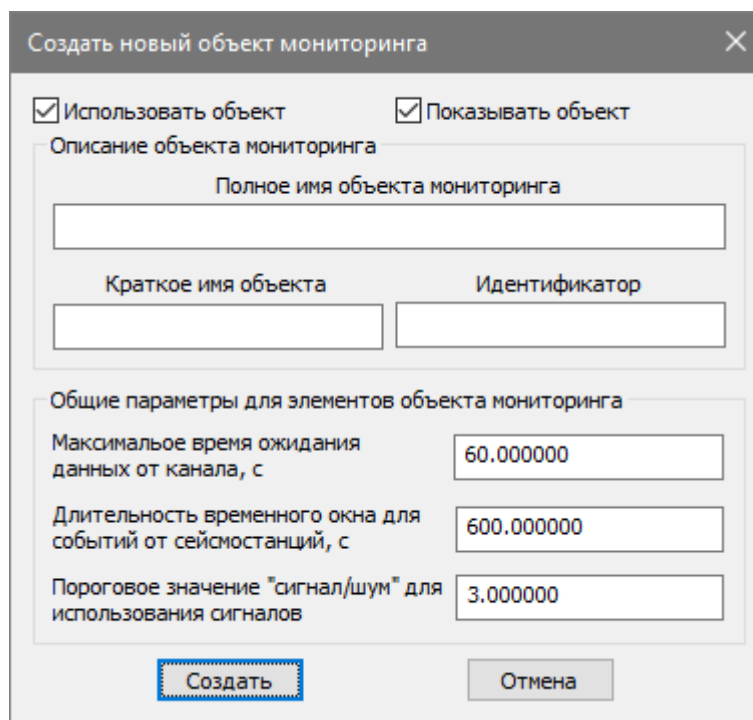 Создать новый объект мониторинга
Использовать объект Показывать объект
Описание объекта мониторинга
Полное имя объекта мониторинга
Краткое имя объекта Идентификатор
Общие параметры для элементов объекта мониторинга
Максимальое время ожидания
данных от канала, с
60.000000
Длительность временного окна для
событий от сейсмостанций, с
600.000000
Пороговое значение "сигнал/шум" для
использования сигналов
3.000000
Создать Отмена